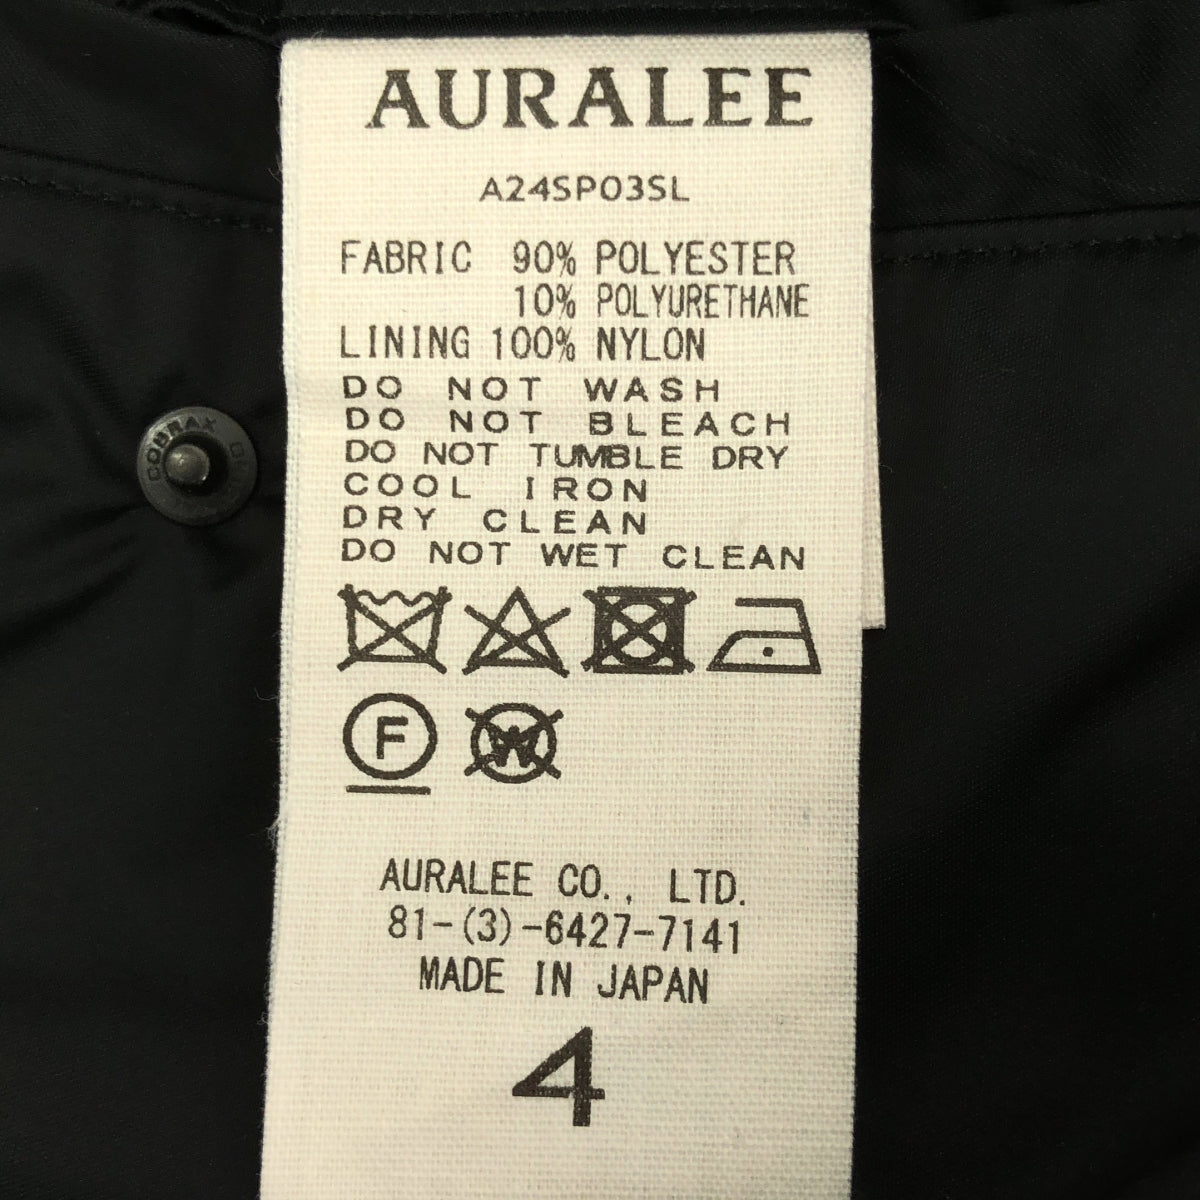 AURALEE
A24SP03SL
FABRIC 90% POLYESTER
10% POLYURETHANE
LINING 100% NYLON
DO NOT WASH
DO NOT BLEACH
DO NOT TUMBLE DRY
COOL IRON
DRY CLEAN
DO NOT WET CLEAN
F W
AURALEE CO., LTD.
81-(3)-6427-7141
MADE IN JAPAN
4
COBRAX